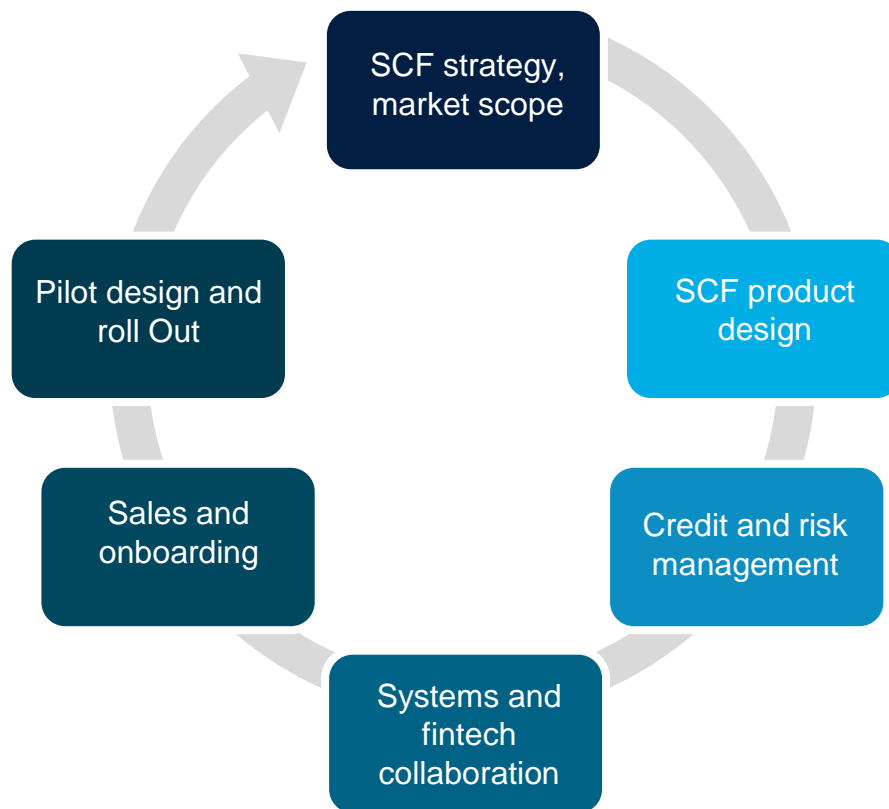 SCF strategy,
market scope
SCF product
design
Credit and risk
management
Systems and
fintech
collaboration
Sales and
onboarding
Pilot design and
roll Out